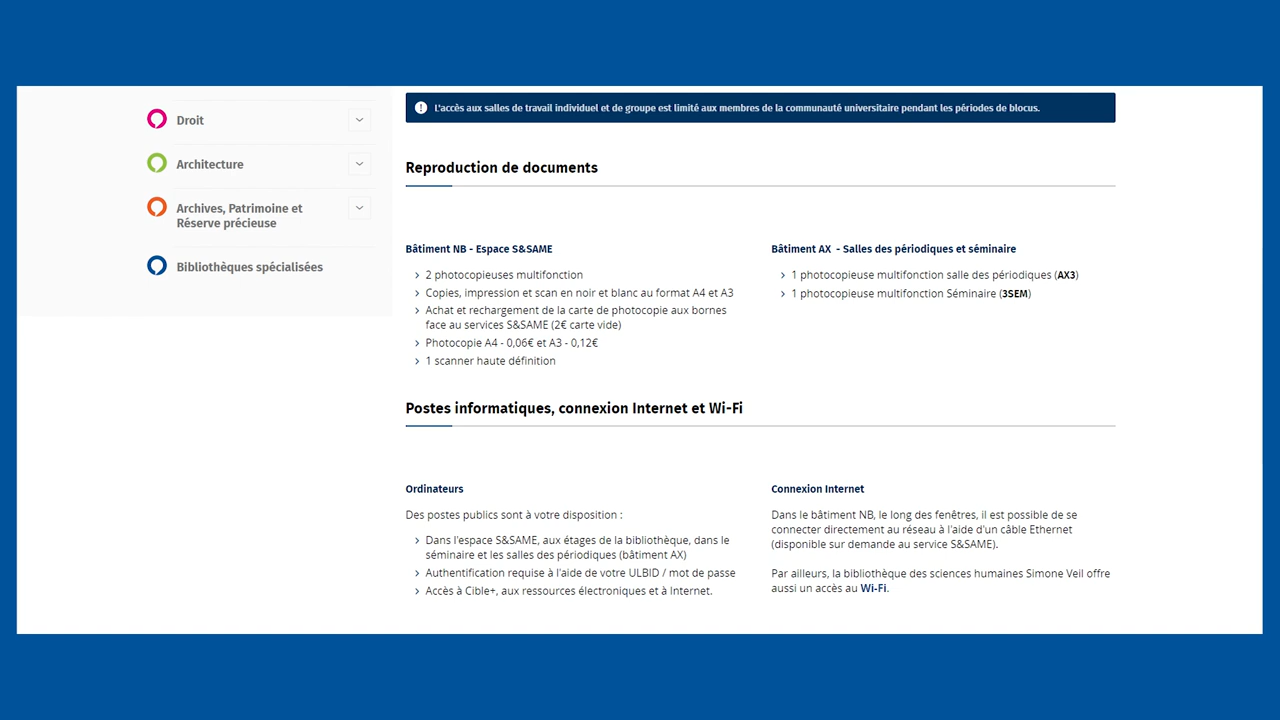 Droit
Architecture
Archives, Patrimoine et
Réserve précieuse
Bibliothèques spécialisées
L'accès aux salles de travail individuel et de groupe est limité aux membres de la communauté universitaire pendant les périodes de blocus.
Reproduction de documents
Bâtiment NB - Espace S&SAME
2 photocopieuses multifonction
Copies, impression et scan en noir et blanc au format A4 et A3
Achat et rechargement de la carte de photocopie aux bornes
face au services S&SAME (2€ carte vide)
Photocopie A4 - 0,06€ et A3 - 0,12€
1 scanner haute définition
Bâtiment AX - Salles des périodiques et séminaire
1 photocopieuse multifonction salle des périodiques (AX3)
1 photocopieuse multifonction Séminaire (3SEM)
Postes informatiques, connexion Internet et Wi-Fi
Ordinateurs
Des postes publics sont à votre disposition :
Dans l'espace S&SAME, aux étages de la bibliothèque, dans le
séminaire et les salles des périodiques (bâtiment AX)
Authentification requise à l'aide de votre ULBID / mot de passe
Accès à Cible+, aux ressources électroniques et à Internet.
Connexion Internet
Dans le bâtiment NB, le long des fenêtres, il est possible de se
connecter directement au réseau à l'aide d'un câble Ethernet
(disponible sur demande au service S&SAME).
Par ailleurs, la bibliothèque des sciences humaines Simone Veil offre
aussi un accès au Wi-Fi.